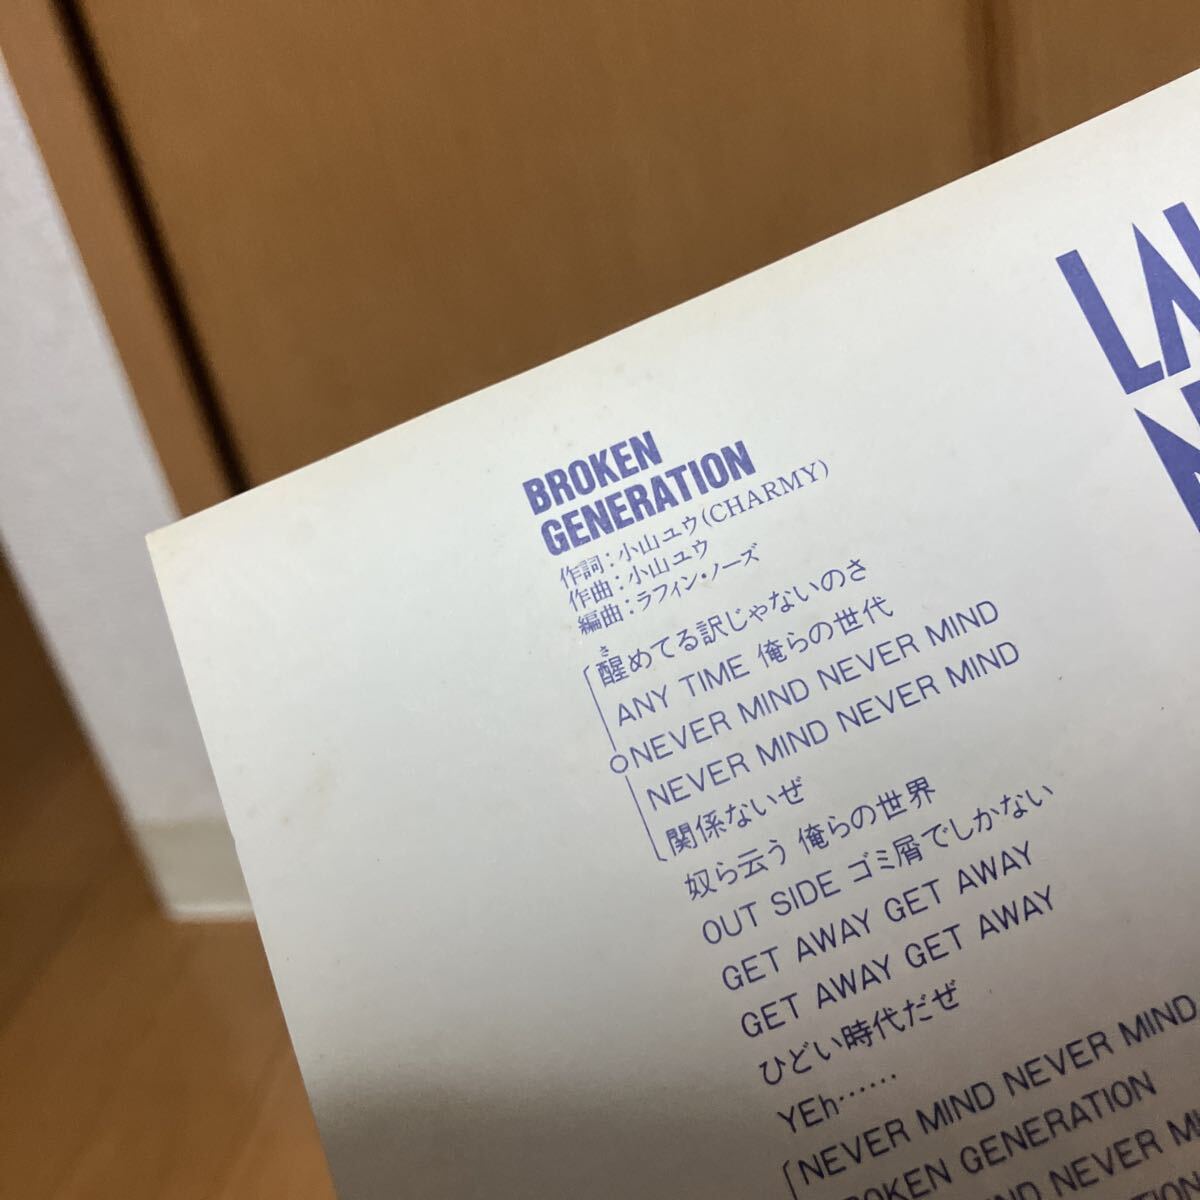 BROKEN
GENERATION
作詞：小山ユウ(CHARMY)
作曲：小山ユウ
編曲：ラフィン・ノーズ
さ
醒めてる訳じゃないのさ
ANY TIME 俺らの世代
NEVER MIND NEVER MIND
NEVER MIND NEVER MIND
関係ないぜ
奴ら云う 俺らの世界
OUT SIDE ゴミ屑でしかない
GET AWAY GET AWAY
GET AWAY GET AWAY
ひどい時代だぜ
YEh……
NEVER MIND NEVER MIND
BROKEN GENERATION
NEVER
LA